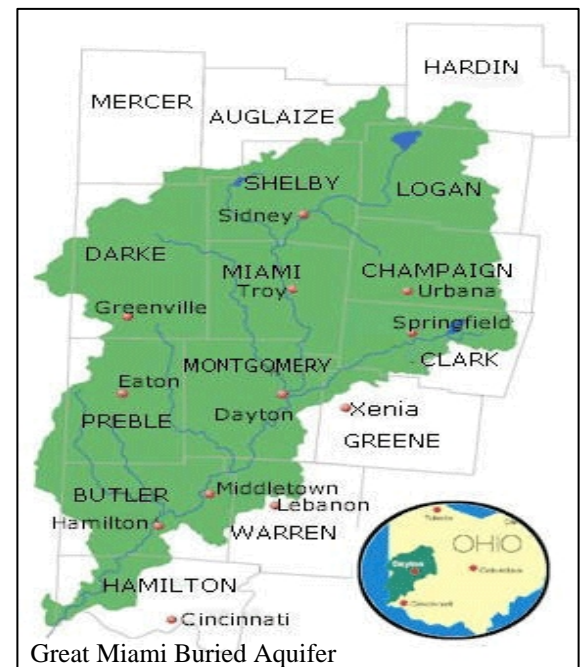 HARDIN
MERCER
AUGLAIZE
SHELBY
LOGAN
Sidney
DARKE
MIAMI
CHAMPAIGN
Troy
Urbana
Greenville
Springfield
MONTGOMERY
CLARK
Eaton
Dayton
Xenia
PREBLE
GREENE
BUTLER
Middletown
Lebanon
Hamilton
WARREN
OHIO
Dayton
HAMILTON
Cincinnati
Great Miami Buried Aquifer